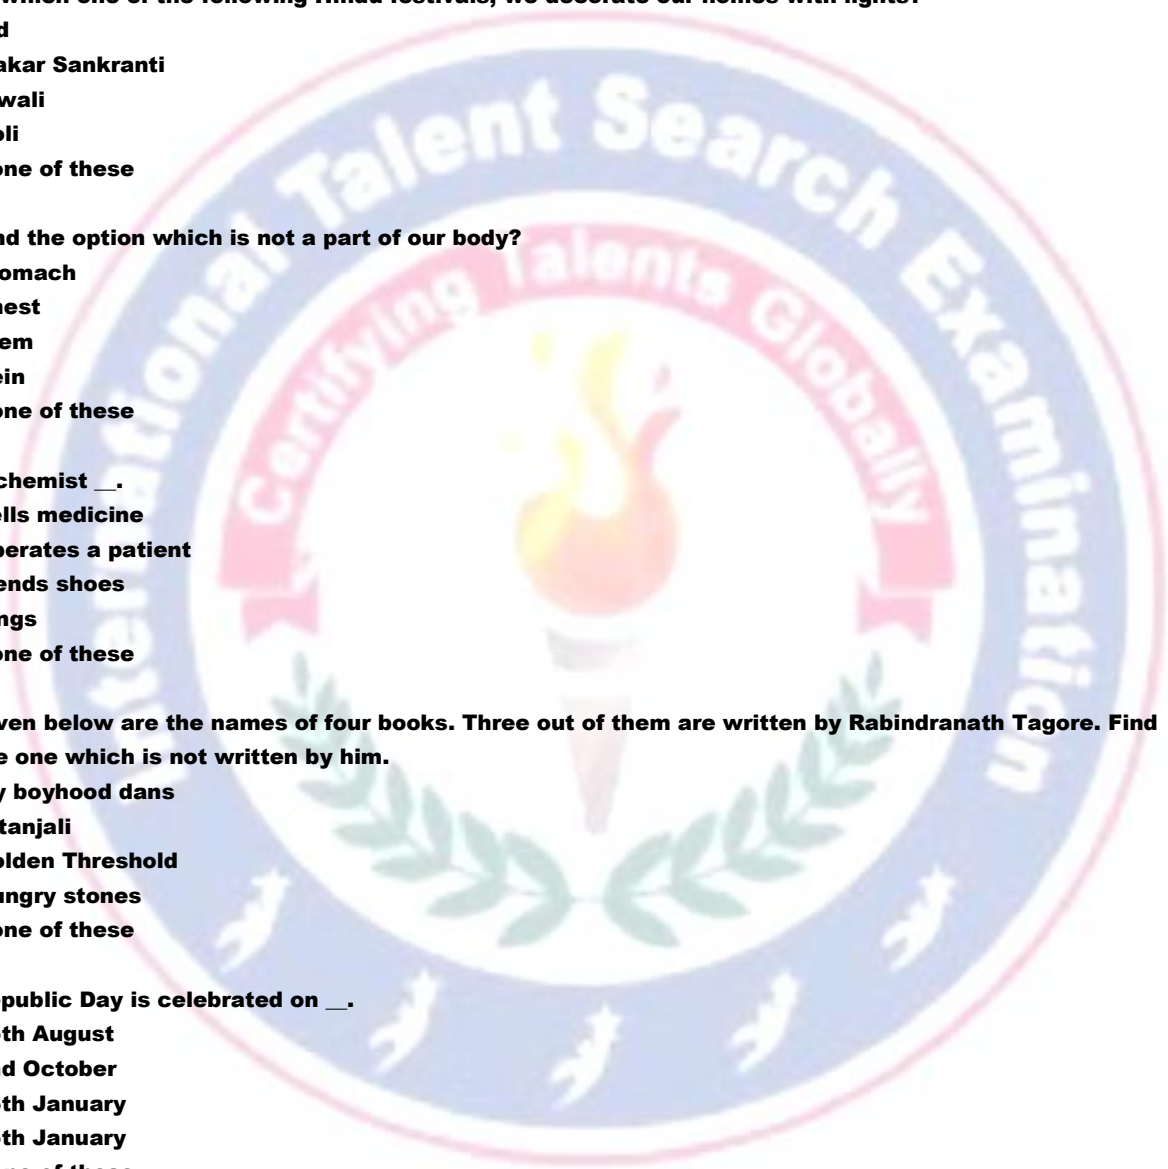 which one of the following Hindu festivals, we decorate our homes with lights?
d
akar Sankranti
wali
oli
one of these
nd the option which is not a part of our body?
omach
hest
em
ein
one of these
chemist __.
ells medicine
perates a patient
ends shoes
ngs
one of these
ven below are the names of four books. Three out of them are written by Rabindranath Tagore. Find
e one which is not written by him.
y boyhood dans
tanjali
olden Threshold
ungry stones
one of these
public Day is celebrated on __.
th August
d October
th January
th January
one of these
International Talent Search Examination
Certifying Talents Globally